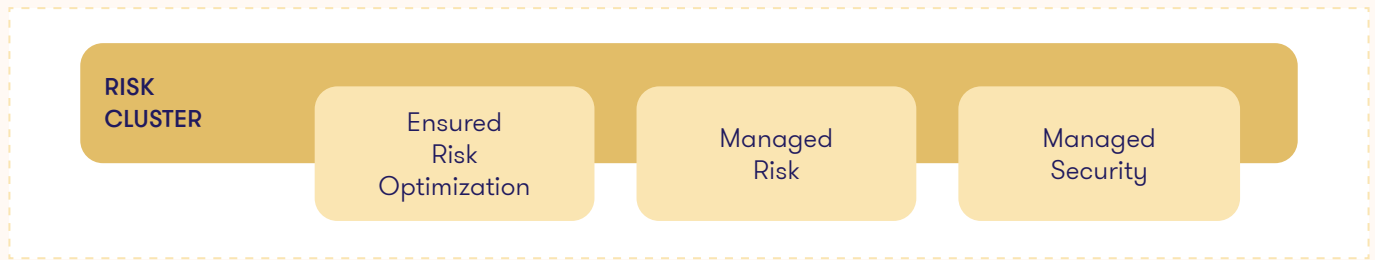 RISK
CLUSTER
Ensured
Risk
Optimization
Managed
Risk
Managed
Security